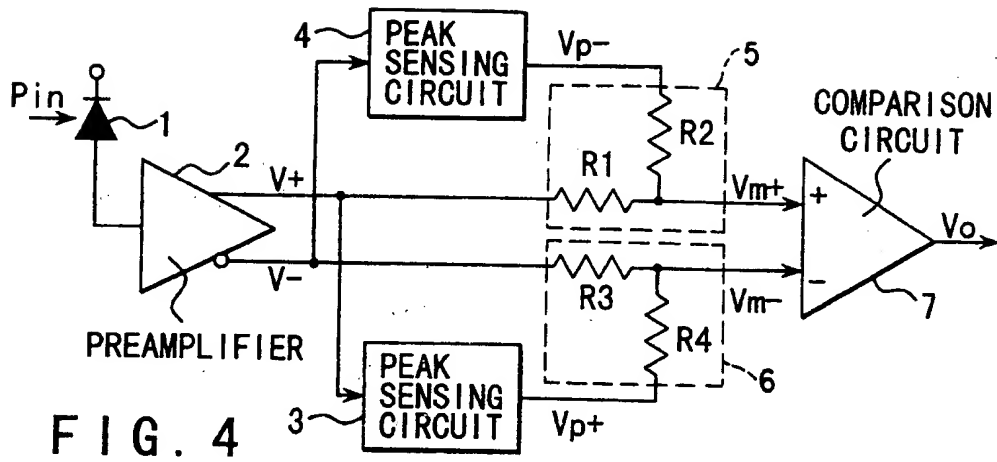 4
PEAK
SENSING
CIRCUIT
Vp-
5
Pin
1
R2
COMPARISON
CIRCUIT
2
V+
R1
Vm+
+
Vo
V-
R3
Vm-
-
7
PREAMPLIFIER
R4
PEAK
SENSING
CIRCUIT
3
6
Vp+
FIG. 4